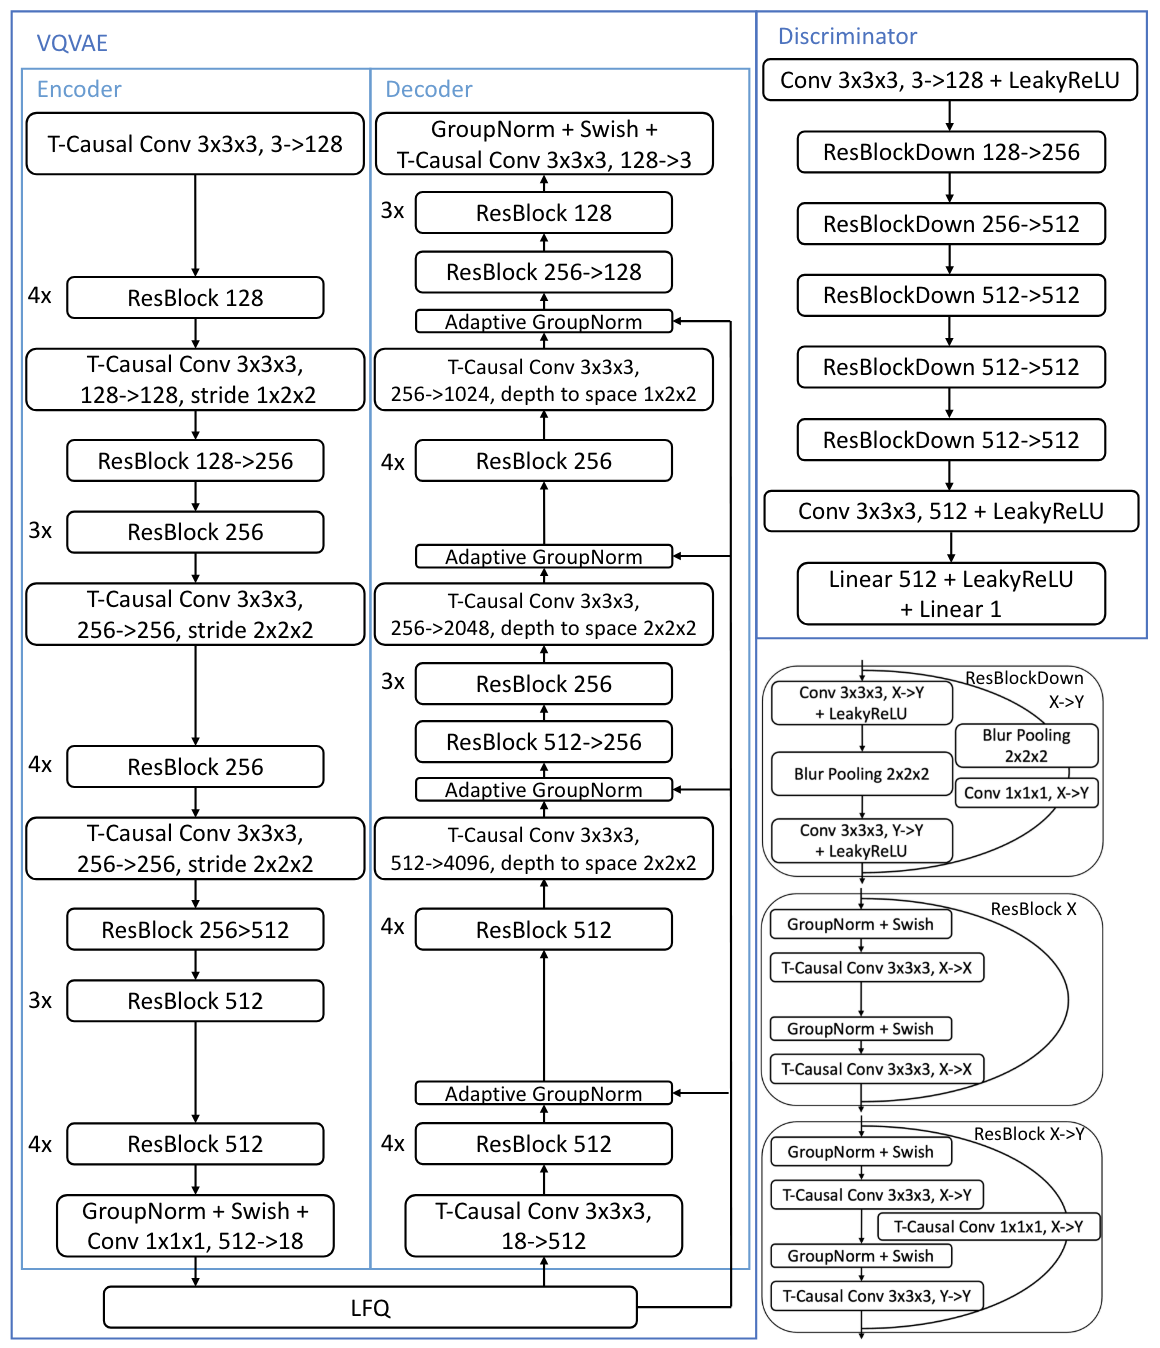 VQVAE
Encoder
T-Causal Conv 3x3x3, 3->128
4x
ResBlock 128
T-Causal Conv 3x3x3,
128->128, stride 1x2x2
ResBlock 128->256
3x
ResBlock 256
T-Causal Conv 3x3x3,
256->256, stride 2x2x2
4x
ResBlock 256
T-Causal Conv 3x3x3,
256->256, stride 2x2x2
ResBlock 256>512
3x
ResBlock 512
4x
ResBlock 512
GroupNorm + Swish +
Conv 1x1x1, 512->18
LFQ
Decoder
GroupNorm + Swish +
T-Causal Conv 3x3x3, 128->3
3x
ResBlock 128
ResBlock 256->128
Adaptive GroupNorm
T-Causal Conv 3x3x3,
256->1024, depth to space 1x2x2
4x
ResBlock 256
Adaptive GroupNorm
T-Causal Conv 3x3x3,
256->2048, depth to space 2x2x2
3x
ResBlock 256
ResBlock 512->256
Adaptive GroupNorm
T-Causal Conv 3x3x3,
512->4096, depth to space 2x2x2
4x
ResBlock 512
Adaptive GroupNorm
4x
ResBlock 512
T-Causal Conv 3x3x3,
18->512
Discriminator
Conv 3x3x3, 3->128 + LeakyReLU
ResBlockDown 128->256
ResBlockDown 256->512
ResBlockDown 512->512
ResBlockDown 512->512
ResBlockDown 512->512
Conv 3x3x3, 512 + LeakyReLU
Linear 512 + LeakyReLU
+ Linear 1
ResBlockDown
X->Y
Conv 3x3x3, X->Y
+ LeakyReLU
Blur Pooling 2x2x2
Conv 3x3x3, Y->Y
+ LeakyReLU
Blur Pooling
2x2x2
Conv 1x1x1, X->Y
ResBlock X
GroupNorm + Swish
T-Causal Conv 3x3x3, X->X
GroupNorm + Swish
T-Causal Conv 3x3x3, X->X
ResBlock X->Y
GroupNorm + Swish
T-Causal Conv 3x3x3, X->Y
T-Causal Conv 1x1x1, X->Y
GroupNorm + Swish
T-Causal Conv 3x3x3, Y->Y